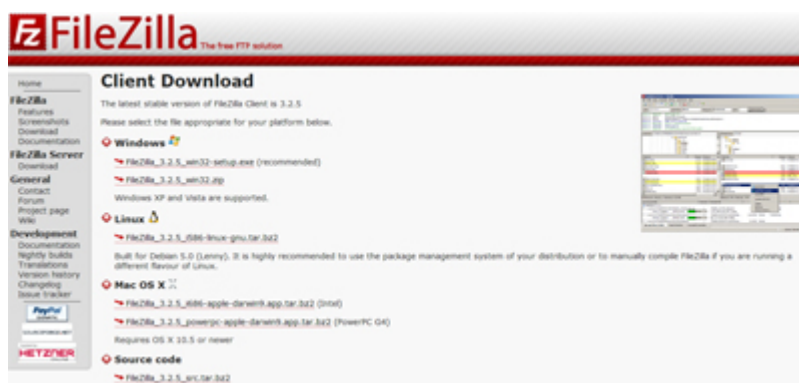 FileZilla The free FTP solution
Home
FileZilla
Features
Screenshots
Download
Documentation
FileZilla Server
Download
General
Contact
Forum
Project page
Wiki
Development
Documentation
Nightly builds
Translations
Version history
Changelog
Issue tracker
PayPal
HETZNER
Client Download
The latest stable version of FileZilla Client is 3.2.5
Please select the file appropriate for your platform below.
Windows
FileZilla_3.2.5_win32-setup.exe (recommended)
FileZilla_3.2.5_win32.zip
Windows XP and Vista are supported.
Linux
FileZilla_3.2.5_i586-linux-gnu.tar.bz2
Built for Debian 5.0 (Lenny). It is highly recommended to use the package management system of your distribution or to manually compile FileZilla if you are running a
different flavour of Linux.
Mac OS X
FileZilla_3.2.5_i686-apple-darwin9.app.tar.bz2 (Intel)
FileZilla_3.2.5_powerpc-apple-darwin9.app.tar.bz2 (PowerPC G4)
Requires OS X 10.5 or newer
Source code
FileZilla_3.2.5_src.tar.bz2